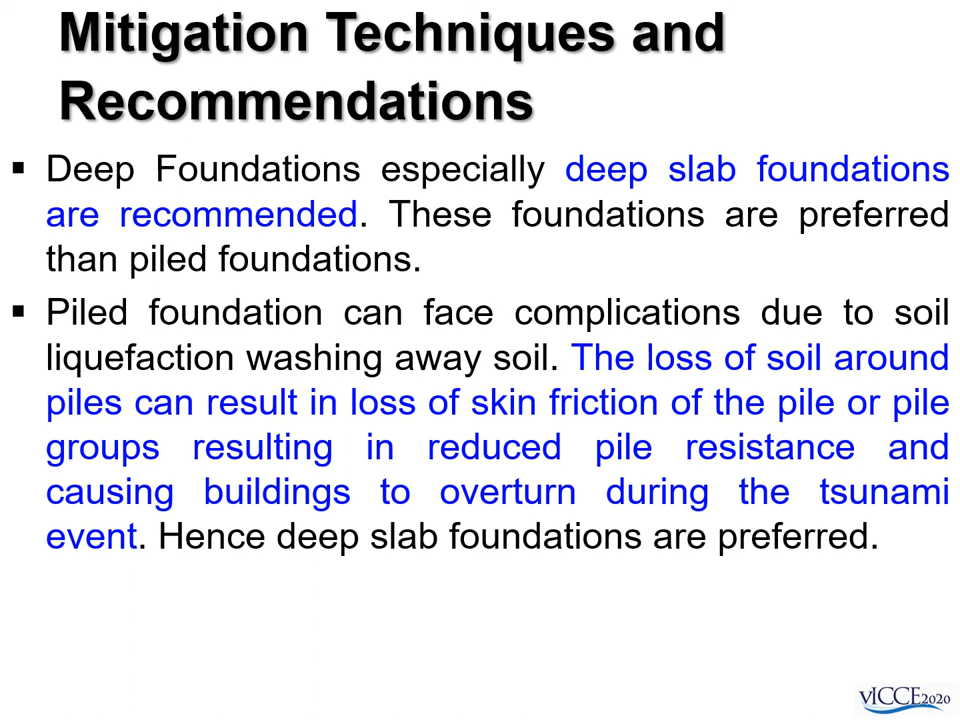 Mitigation Techniques and
Recommendations
▪ Deep Foundations especially deep slab foundations
are recommended. These foundations are preferred
than piled foundations.
▪ Piled foundation can face complications due to soil
liquefaction washing away soil. The loss of soil around
piles can result in loss of skin friction of the pile or pile
groups resulting in reduced pile resistance and
causing buildings to overturn during the tsunami
event. Hence deep slab foundations are preferred.
vICCE2020